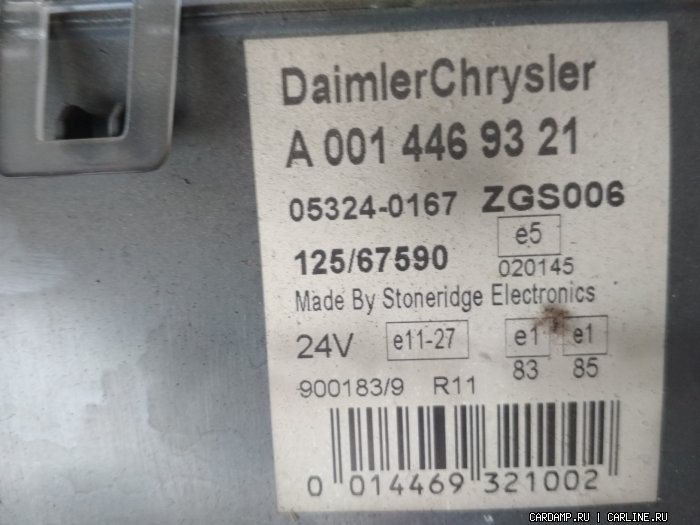 DaimlerChrysler
A 001 446 93 21
05324-0167 ZGS006
125/67590 e5
020145
Made By Stoneridge Electronics
24V e11-27 e1 e1
83 85
900183/9 R11
0 014469 321002
CARDAMP.RU | CARLINE.RU